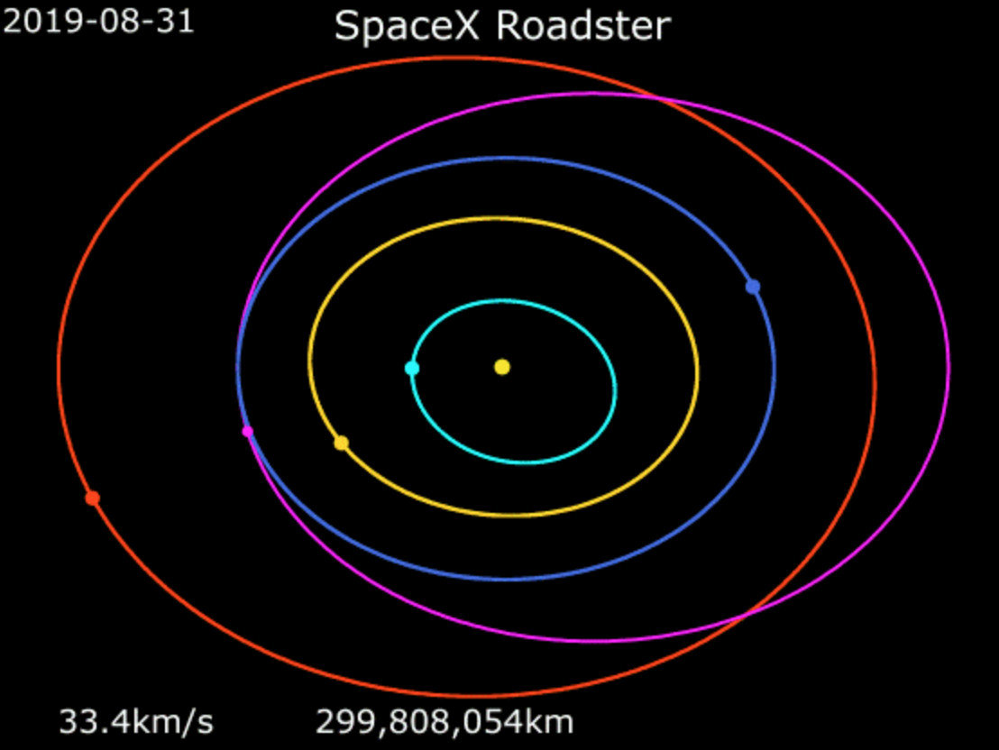 2019-08-31
SpaceX Roadster
33.4km/s
299,808,054km